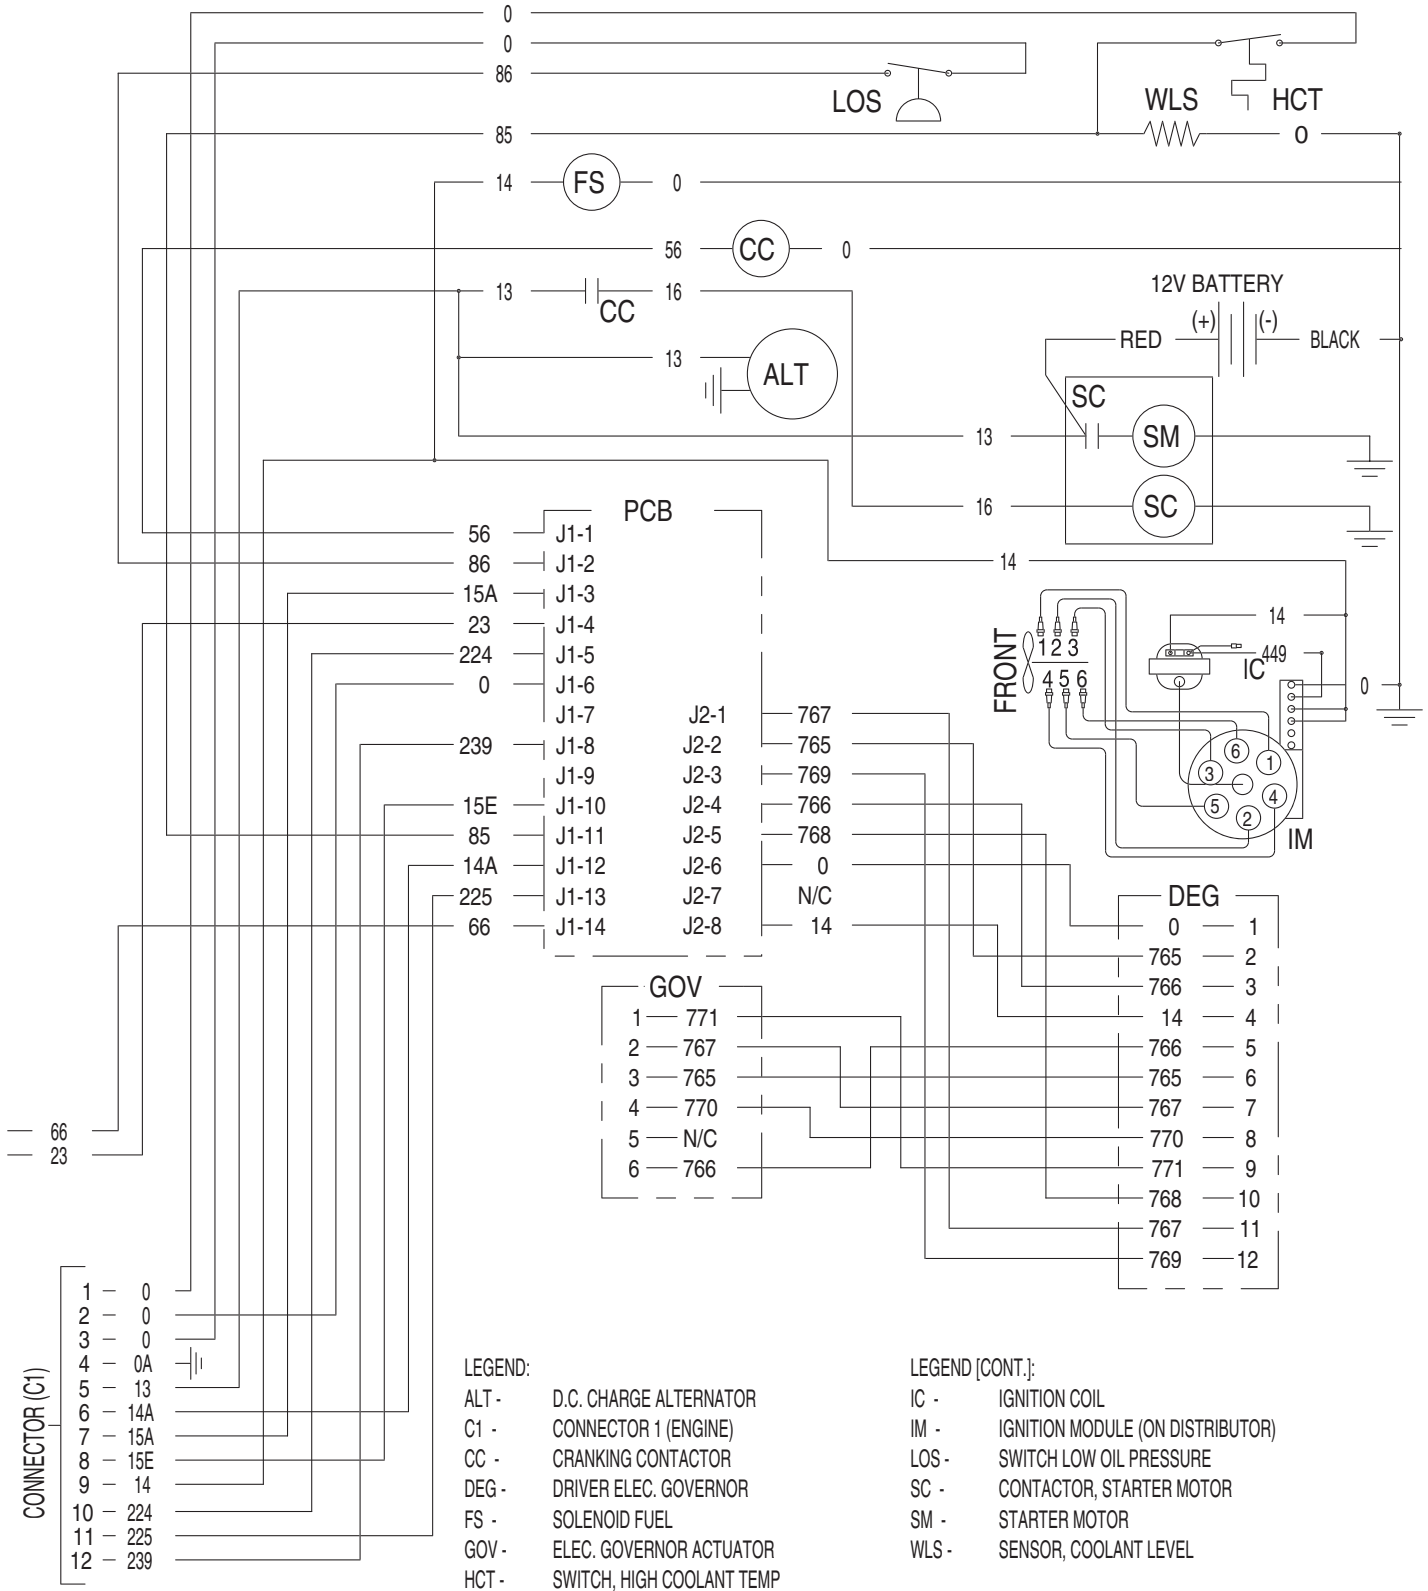 0
0
86
LOS
WLS
HCT
85
0
14
FS
0
56
CC
0
12V BATTERY
13
CC
16
(+)
(-)
RED
BLACK
13
ALT
SC
13
SM
16
SC
PCB
56 J1-1
86 J1-2
14
15A J1-3
23 J1-4
14
224 J1-5
449
IC
FRONT
1 2 3
4 5 6
0 J1-6
0
J1-7 J2-1 767
239 J1-8 J2-2 765
J1-9 J2-3 769
15E J1-10 J2-4 766
85 J1-11 J2-5 768
14A J1-12 J2-6 0
225 J1-13 J2-7 N/C
66 J1-14 J2-8 14
6
1
3
4
5
2
IM
DEG
0 1
765 2
766 3
14 4
766 5
765 6
767 7
770 8
771 9
768 10
767 11
769 12
GOV
1 771
2 767
3 765
4 770
5 N/C
6 766
66
23
CONNECTOR (C1)
1 - 0
2 - 0
3 - 0
4 - 0A
5 - 13
6 - 14A
7 - 15A
8 - 15E
9 - 14
10 - 224
11 - 225
12 - 239
LEGEND:
ALT - D.C. CHARGE ALTERNATOR
C1 - CONNECTOR 1 (ENGINE)
CC - CRANKING CONTACTOR
DEG - DRIVER ELEC. GOVERNOR
FS - SOLENOID FUEL
GOV - ELEC. GOVERNOR ACTUATOR
HCT - SWITCH, HIGH COOLANT TEMP
LEGEND [CONT.]:
IC - IGNITION COIL
IM - IGNITION MODULE (ON DISTRIBUTOR)
LOS - SWITCH LOW OIL PRESSURE
SC - CONTACTOR, STARTER MOTOR
SM - STARTER MOTOR
WLS - SENSOR, COOLANT LEVEL